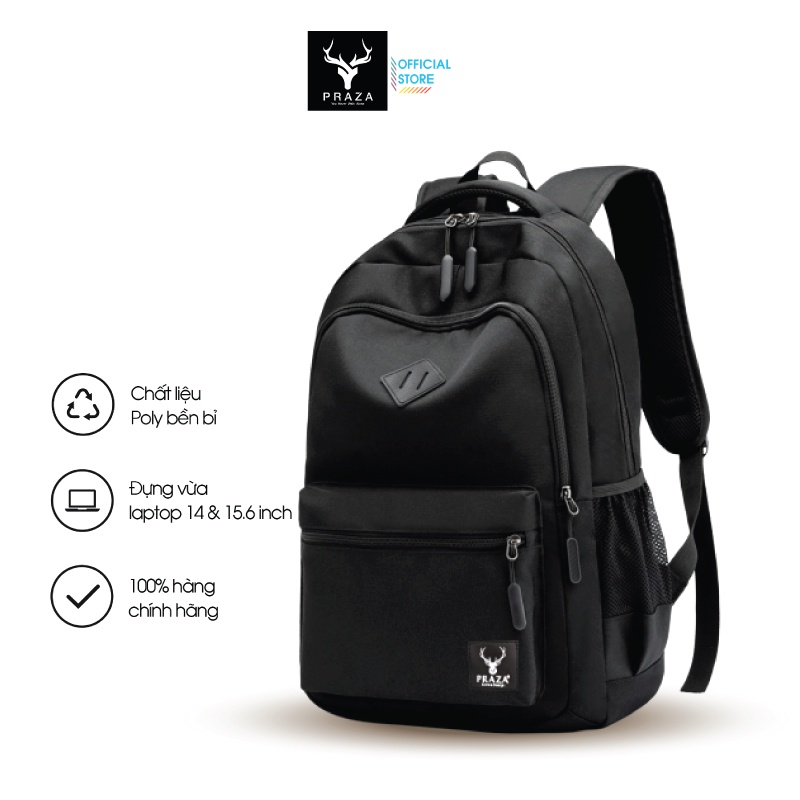 PRAZA
OFFICIAL
STORE
Chất liệu
Poly bền bỉ
Đựng vừa
laptop 14 & 15.6 inch
100% hàng
chính hãng
PRAZA®